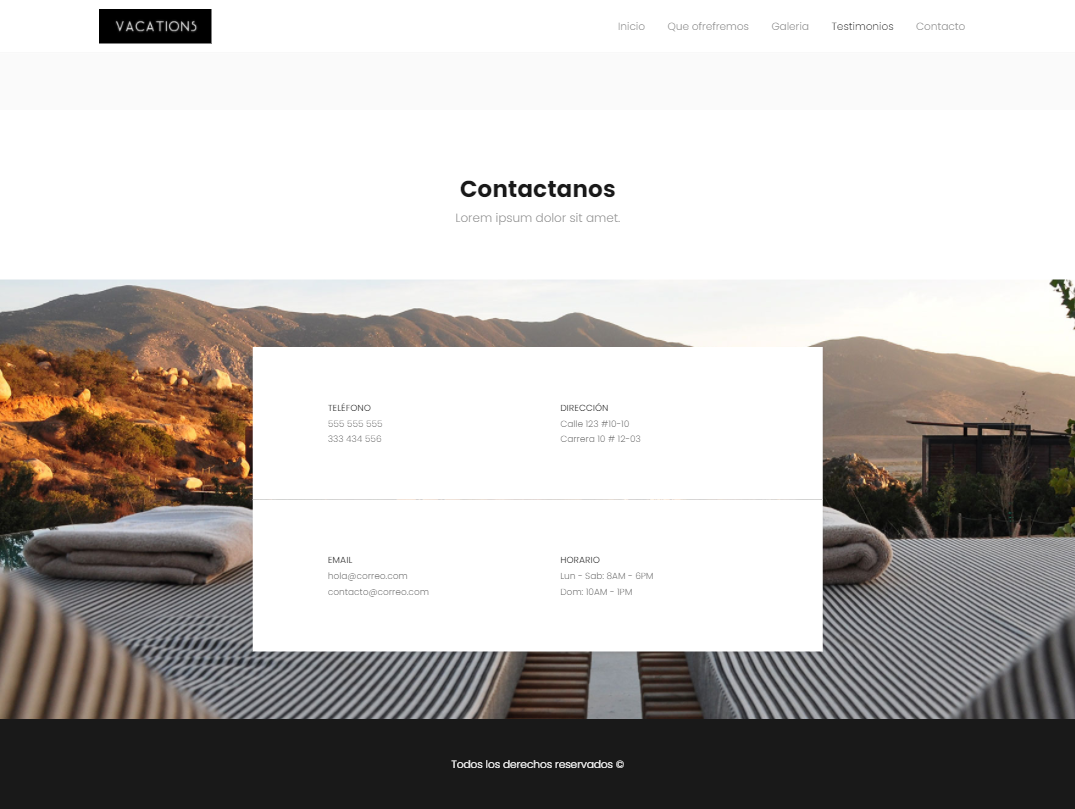 VACATIONS
Inicio Que ofrefremos Galería Testimonios Contacto
Contactanos
Lorem ipsum dolor sit amet.
TELÉFONO
555 555 555
333 434 556
DIRECCIÓN
Calle 123 #10-10
Carrera 10 # 12-03
EMAIL
hola@correo.com
contacto@correo.com
HORARIO
Lun - Sab: 8AM - 6PM
Dom: 10AM - 1PM
Todos los derechos reservados ©